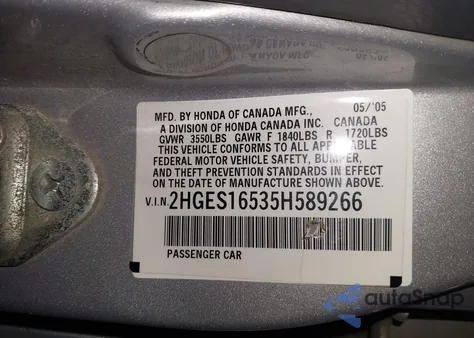 MFD. BY HONDA OF CANADA MFG., 05/'05
A DIVISION OF HONDA CANADA INC. CANADA
GVWR 3550LBS GAWR F 1840LBS R 1720LBS
THIS VEHICLE CONFORMS TO ALL APPLICABLE
FEDERAL MOTOR VEHICLE SAFETY, BUMPER,
AND THEFT PREVENTION STANDARDS IN EFFECT
ON THE DATE OF MANUFACTURE SHOWN ABOVE.
V.I.N. 2HGES16535H589266
PASSENGER CAR
autoSnap